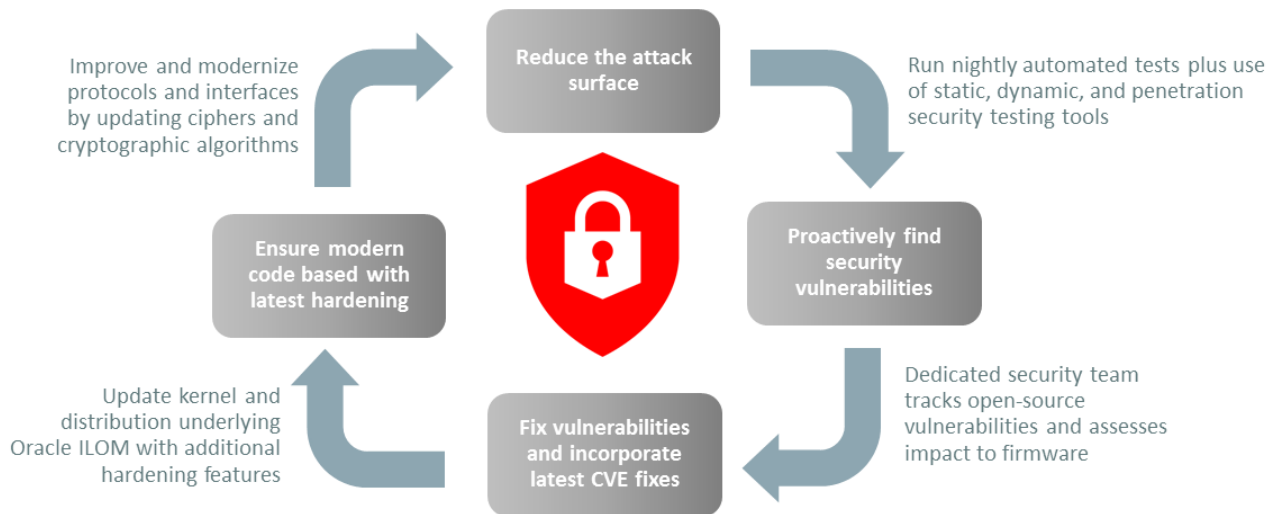 Reduce the attack
surface
Run nightly automated tests plus use
of static, dynamic, and penetration
security testing tools
Proactively find
security
vulnerabilities
Dedicated security team
tracks open-source
vulnerabilities and assesses
impact to firmware
Fix vulnerabilities
and incorporate
latest CVE fixes
Update kernel and
distribution underlying
Oracle ILOM with additional
hardening features
Ensure modern
code based with
latest hardening
Improve and modernize
protocols and interfaces
by updating ciphers and
cryptographic algorithms